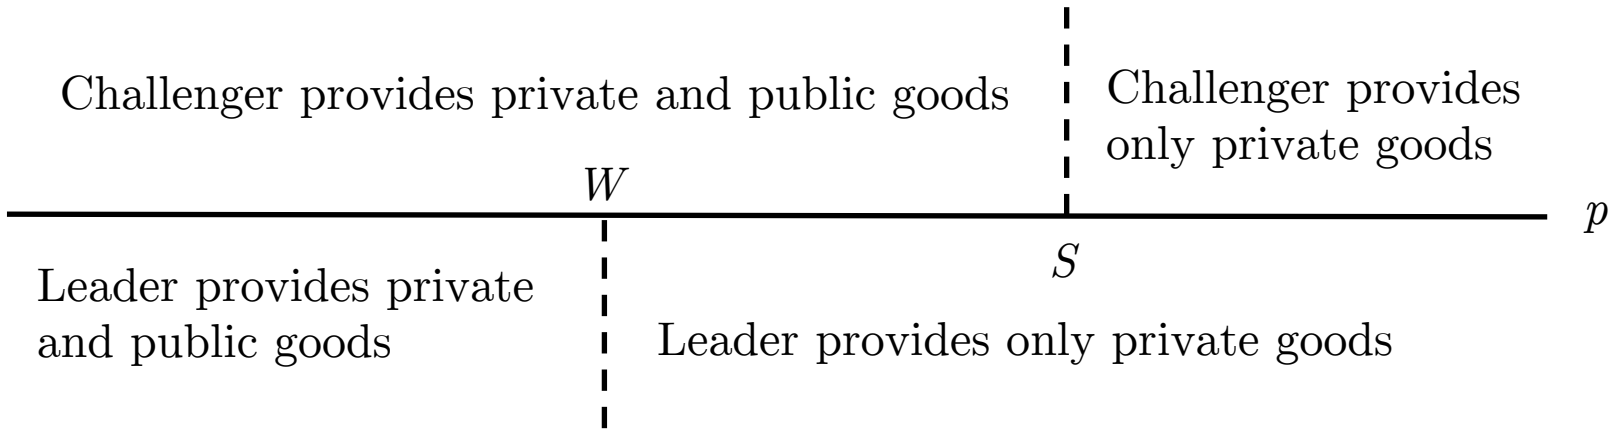 Challenger provides private and public goods
Challenger provides
only private goods
W
p
S
Leader provides private
and public goods
Leader provides only private goods